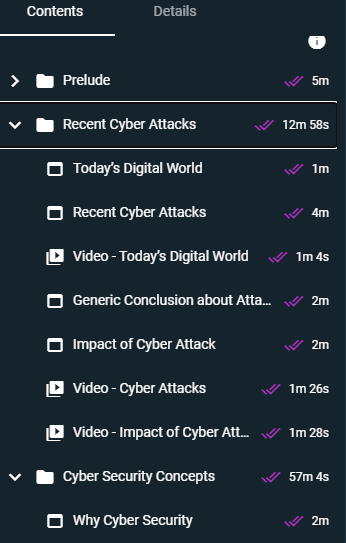 Contents Details
i
Prelude 5m
Recent Cyber Attacks 12m 58s
Today’s Digital World 1m
Recent Cyber Attacks 4m
Video - Today’s Digital World 1m 4s
Generic Conclusion about Atta... 2m
Impact of Cyber Attack 2m
Video - Cyber Attacks 1m 26s
Video - Impact of Cyber Att... 1m 28s
Cyber Security Concepts 57m 4s
Why Cyber Security 2m